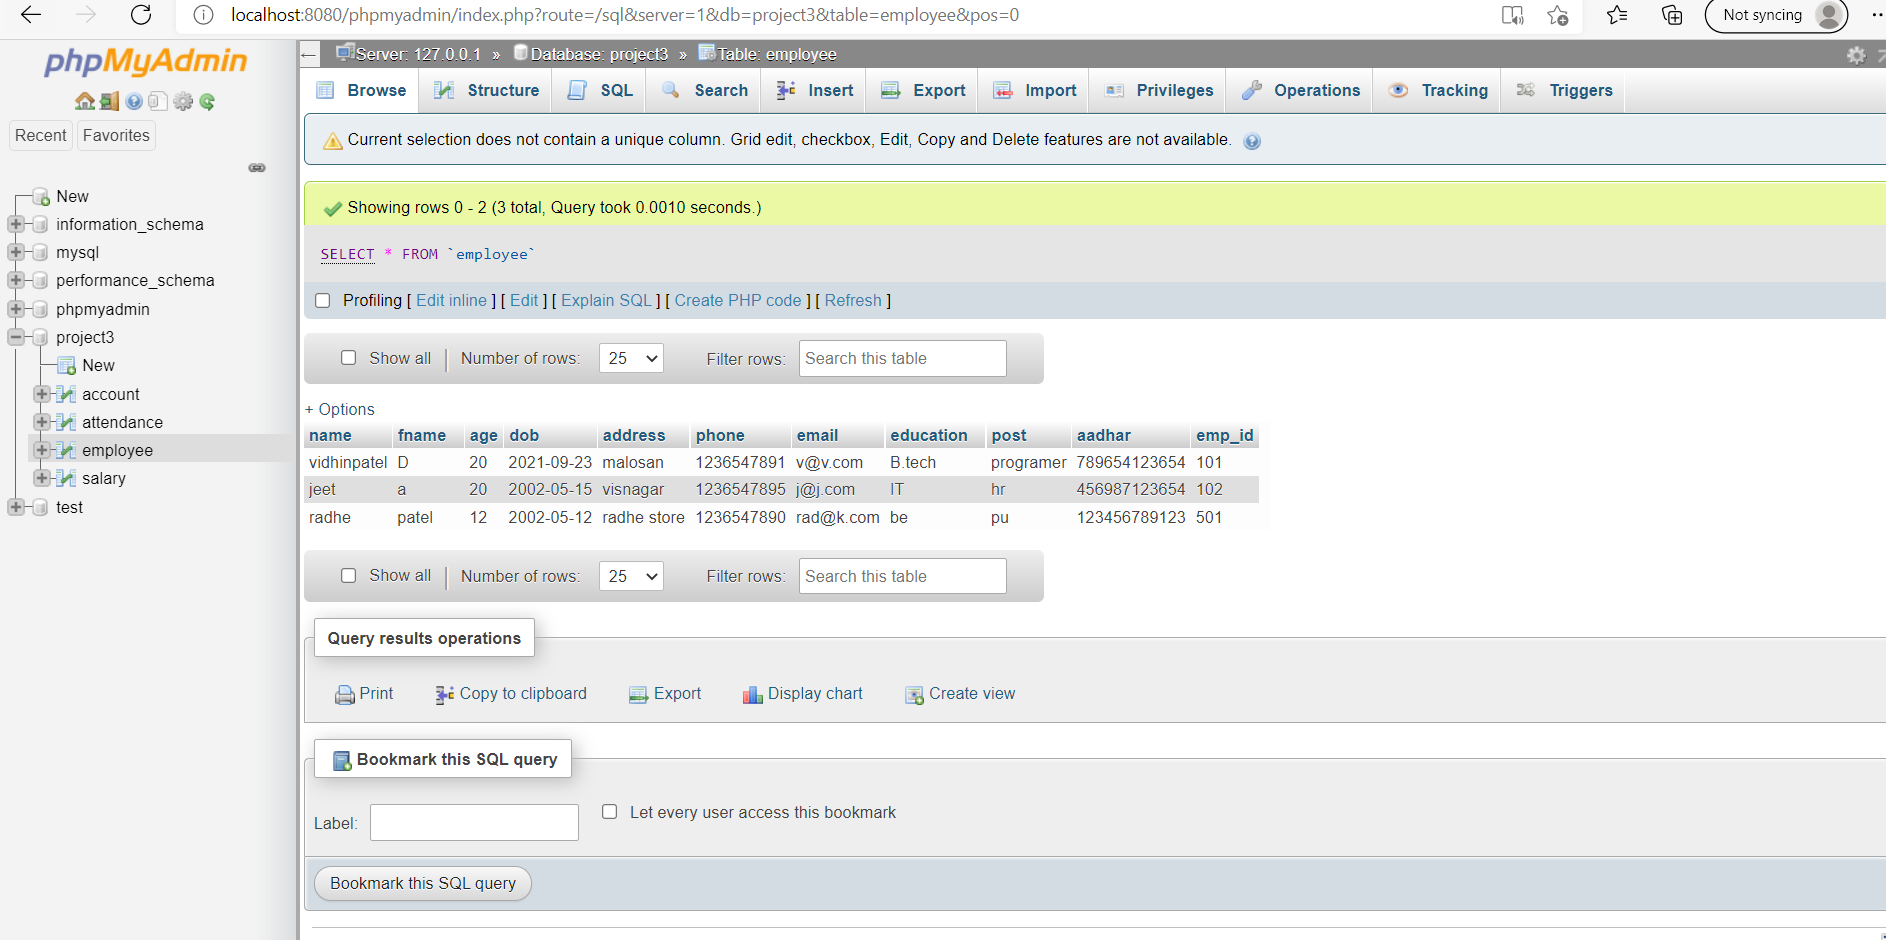 localhost:8080/phpmyadmin/index.php?route=/sql&server=1&db=project3&table=employee&pos=0
Not syncing
phpMyAdmin
Recent Favorites
New
information_schema
mysql
performance_schema
phpmyadmin
project3
New
account
attendance
employee
salary
test
Server: 127.0.0.1 » Database: project3 » Table: employee
Browse Structure SQL Search Insert Export Import Privileges Operations Tracking Triggers
Current selection does not contain a unique column. Grid edit, checkbox, Edit, Copy and Delete features are not available.
Showing rows 0 - 2 (3 total, Query took 0.0010 seconds.)
SELECT * FROM `employee`
Profiling [ Edit inline ] [ Edit ] [ Explain SQL ] [ Create PHP code ] [ Refresh ]
Show all Number of rows: 25 Filter rows: Search this table
+ Options
name fname age dob address phone email education post aadhar emp_id
vidhinpatel D 20 2021-09-23 malosan 1236547891 v@v.com B.tech programer 789654123654 101
jeet a 20 2002-05-15 visnagar 1236547895 j@j.com IT hr 456987123654 102
radhe patel 12 2002-05-12 radhe store 1236547890 rad@k.com be pu 123456789123 501
Show all Number of rows: 25 Filter rows: Search this table
Query results operations
Print Copy to clipboard Export Display chart Create view
Bookmark this SQL query
Label: Let every user access this bookmark
Bookmark this SQL query